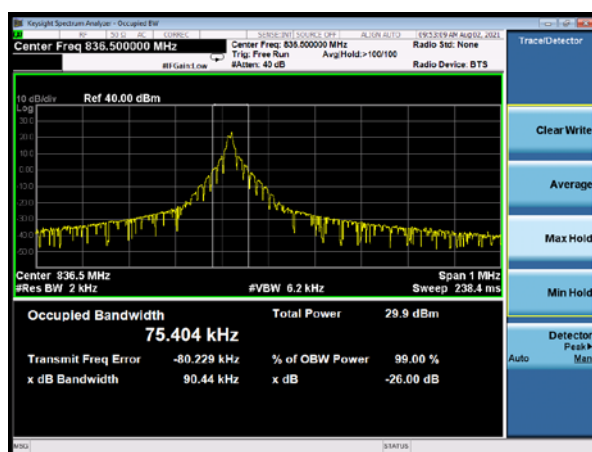 Keysight Spectrum Analyzer - Occupied BW
RF 50 Ω AC CORREC SENSE:INT SOURCE OFF ALIGN AUTO 09:53:09 AM Aug 02, 2021
Center Freq 836.500000 MHz
Center Freq: 836.500000 MHz
Radio Std: None
Trig: Free Run Avg|Hold:>100/100
#IFGain:Low #Atten: 40 dB Radio Device: BTS
Trace/Detector
10 dB/div Ref 40.00 dBm
Log
30.0
20.0
10.0
0.00
-10.0
-20.0
-30.0
-40.0
-50.0
Center 836.5 MHz Span 1 MHz
#Res BW 2 kHz #VBW 6.2 kHz Sweep 238.4 ms
Occupied Bandwidth Total Power 29.9 dBm
75.404 kHz
Transmit Freq Error -80.229 kHz % of OBW Power 99.00 %
x dB Bandwidth 90.44 kHz x dB -26.00 dB
Clear Write
Average
Max Hold
Min Hold
Detector
Peak▶
Auto Man
MSG STATUS